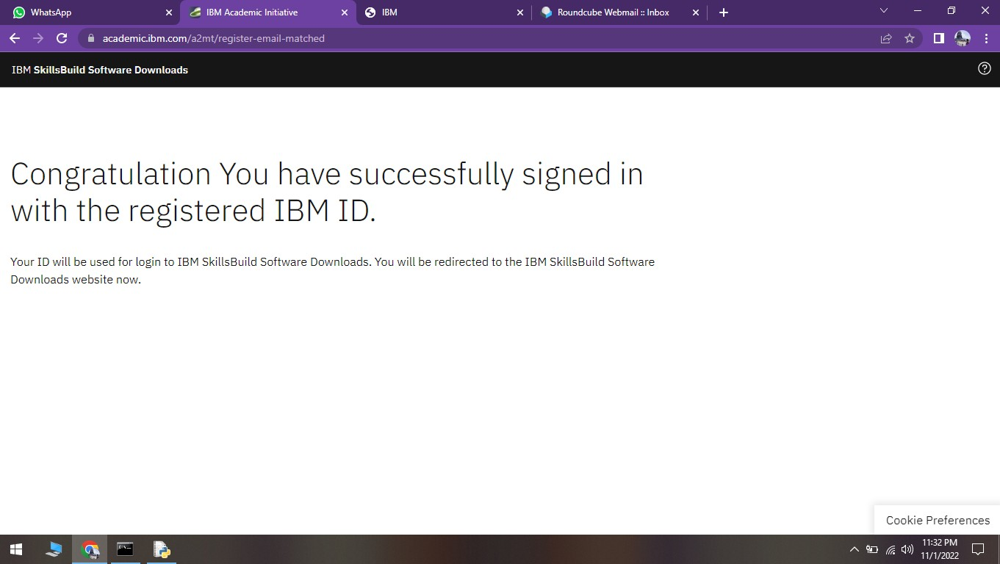 WhatsApp
IBM Academic Initiative
IBM
Roundcube Webmail :: Inbox
academic.ibm.com/a2mt/register-email-matched
IBM SkillsBuild Software Downloads
Congratulation You have successfully signed in
with the registered IBM ID.
Your ID will be used for login to IBM SkillsBuild Software Downloads. You will be redirected to the IBM SkillsBuild Software
Downloads website now.
Cookie Preferences
11:32 PM
11/1/2022